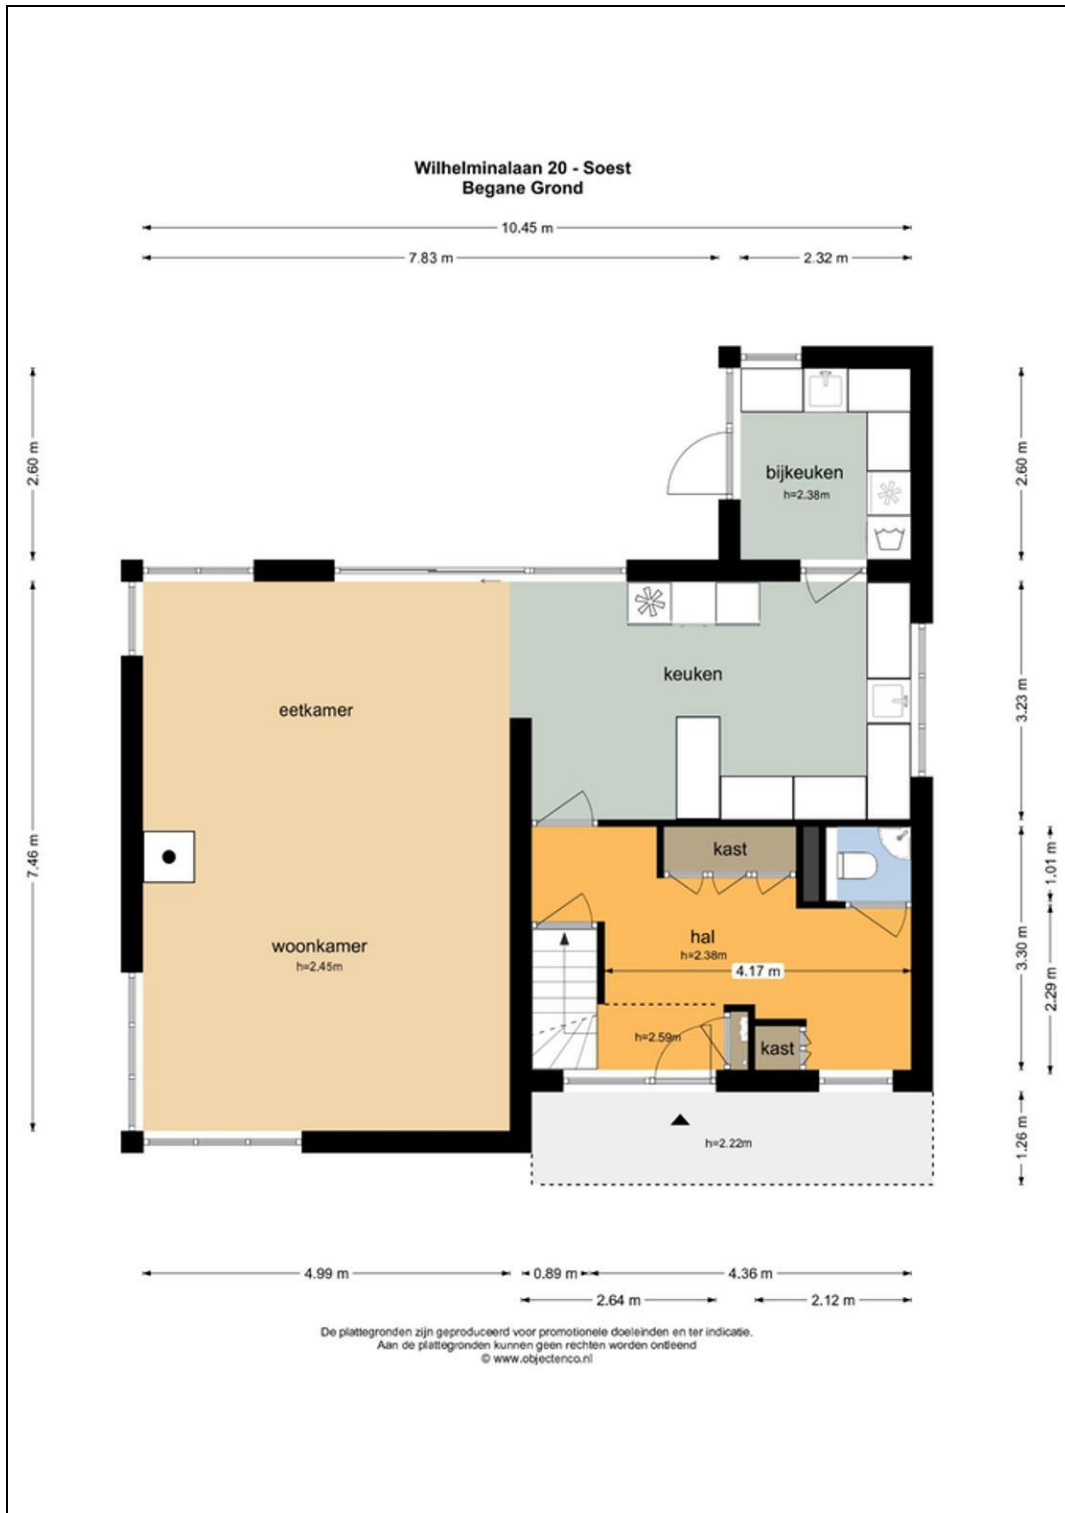 Wilhelminalaan 20 - Soest
Begane Grond
10.45 m
7.83 m
2.32 m
2.60 m
2.60 m
bijkeuken
h=2.38m
keuken
3.23 m
eetkamer
7.46 m
kast
1.01 m
woonkamer
h=2.45m
hal
h=2.38m
4.17 m
3.30 m
2.29 m
h=2.59m
kast
h=2.22m
1.26 m
4.99 m
0.89 m
4.36 m
2.64 m
2.12 m
De plattegronden zijn geproduceerd voor promotionele doeleinden en ter indicatie.
Aan de plattegronden kunnen geen rechten worden ontleend
© www.objectenco.nl